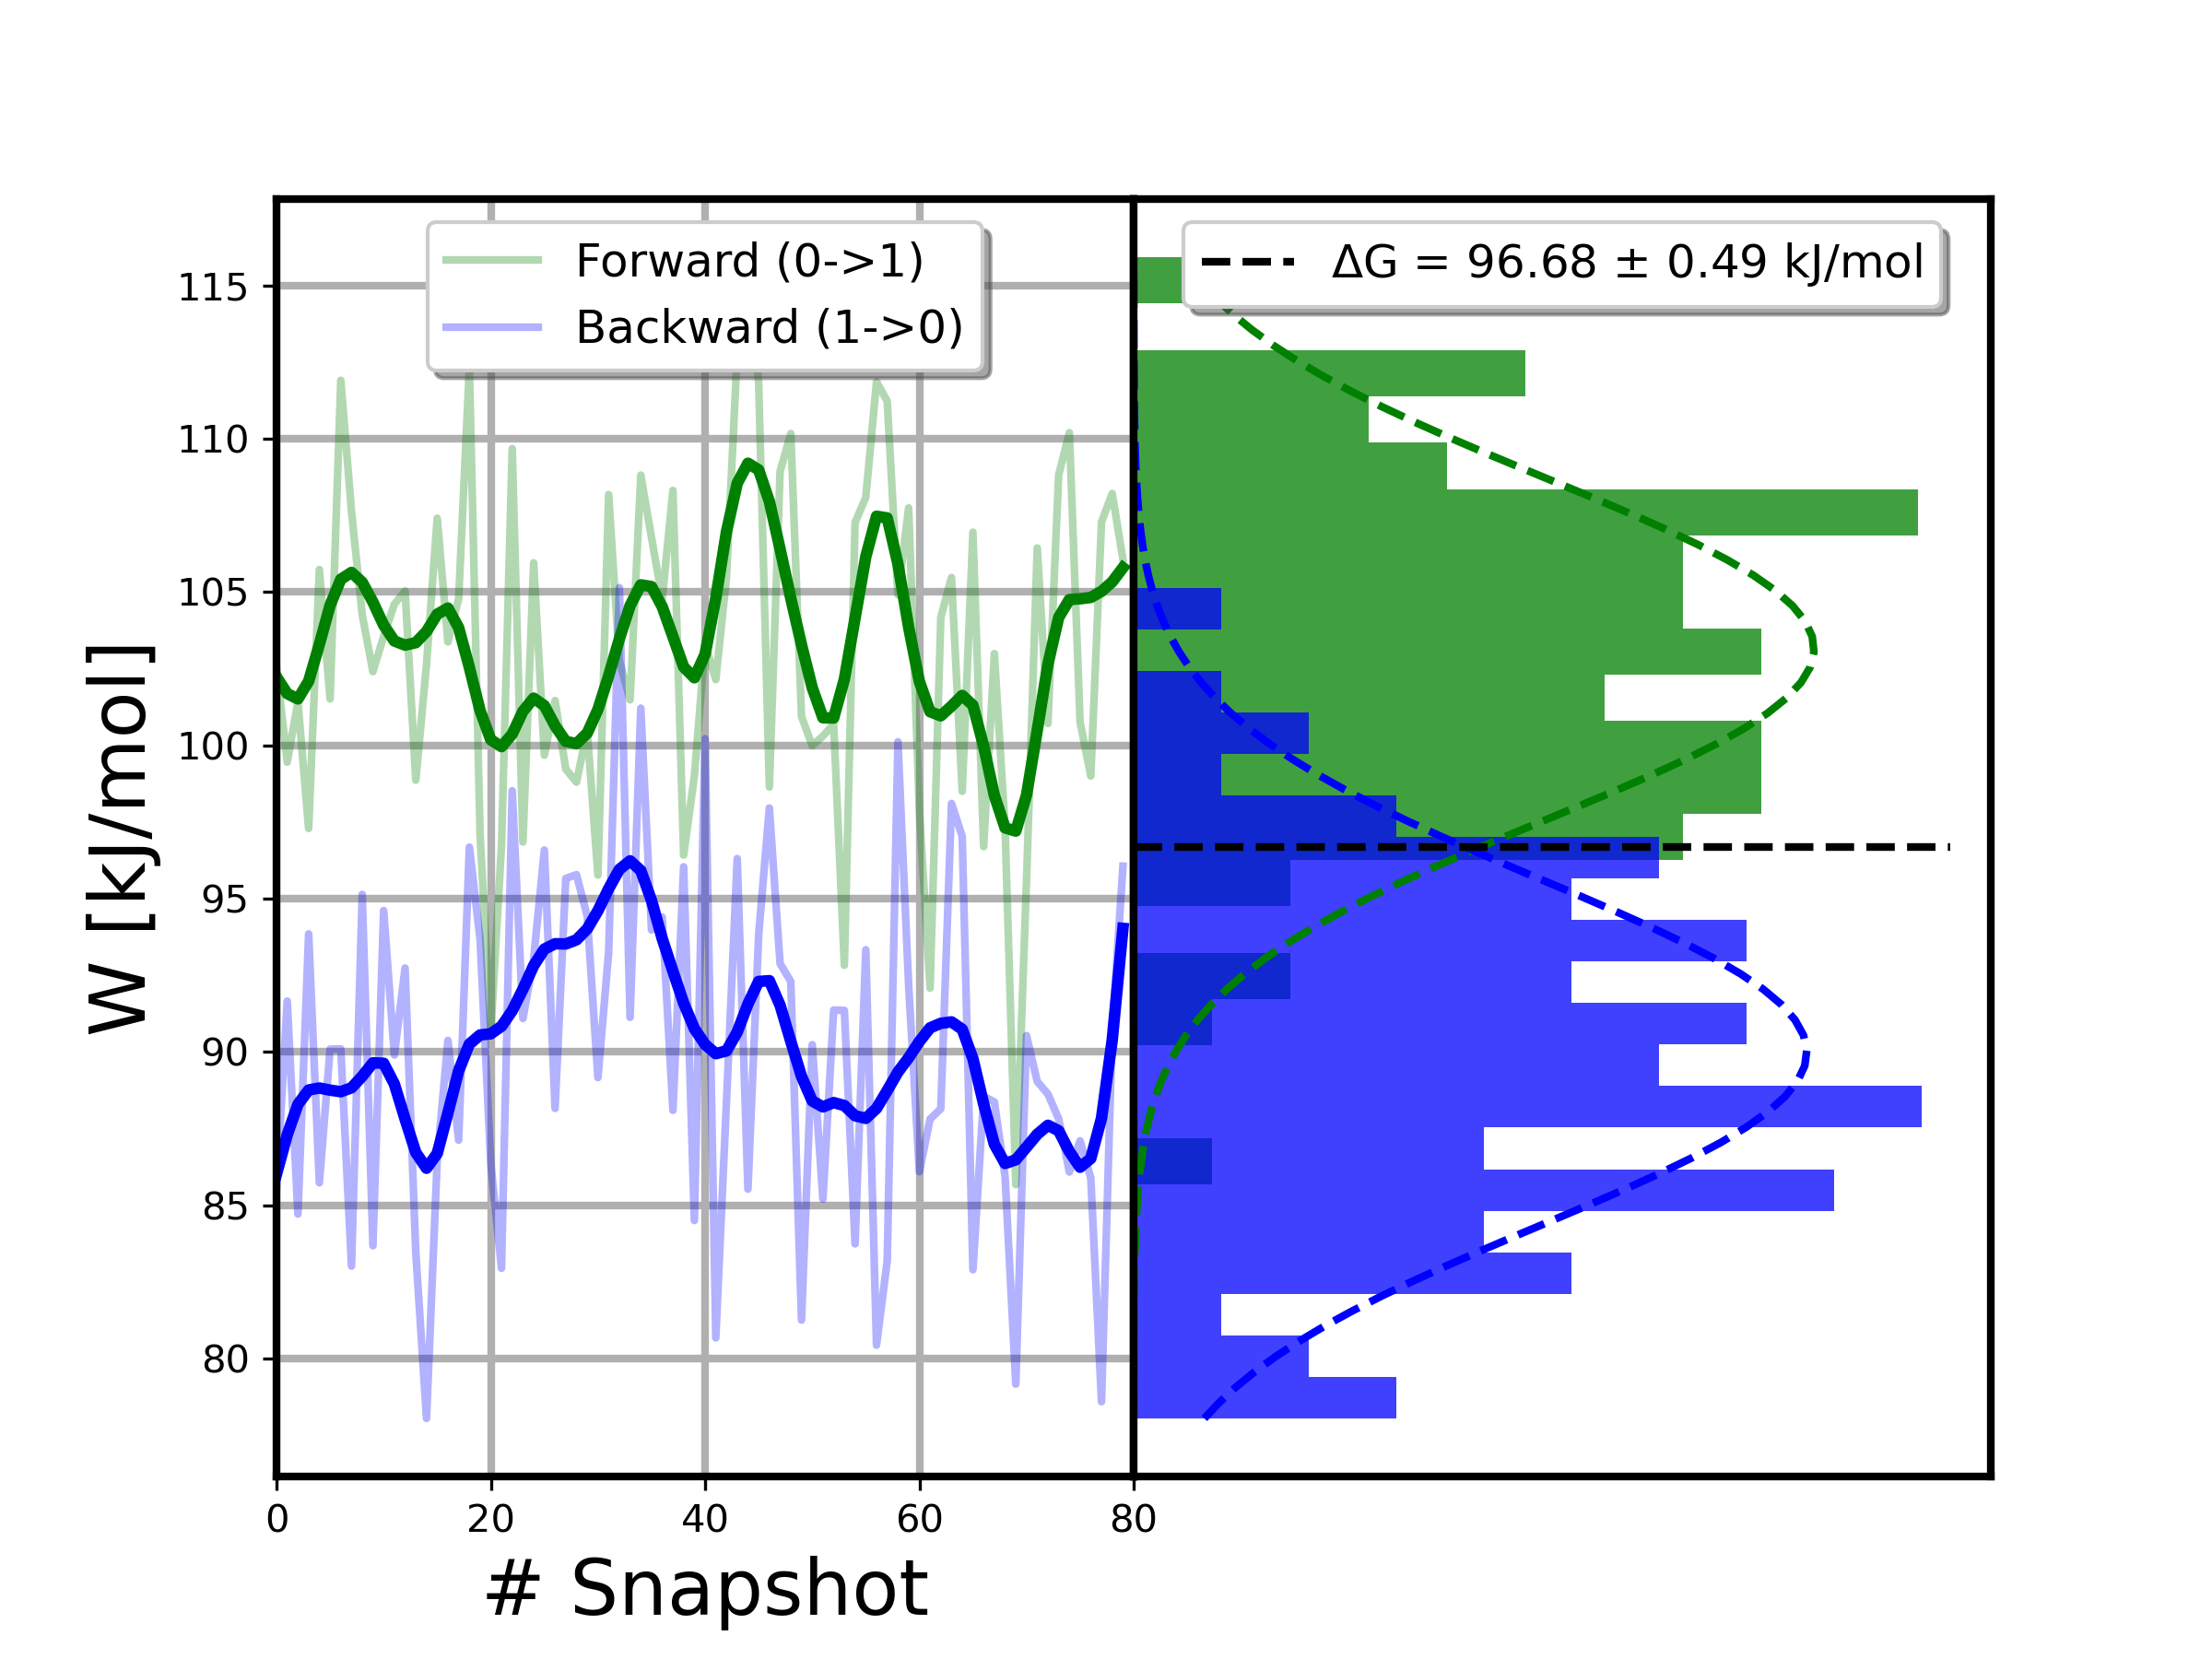 Forward (0->1)
Backward (1->0)
ΔG = 96.68 ± 0.49 kJ/mol
W [kJ/mol]
115
110
105
100
95
90
85
80
0 20 40 60 80
# Snapshot